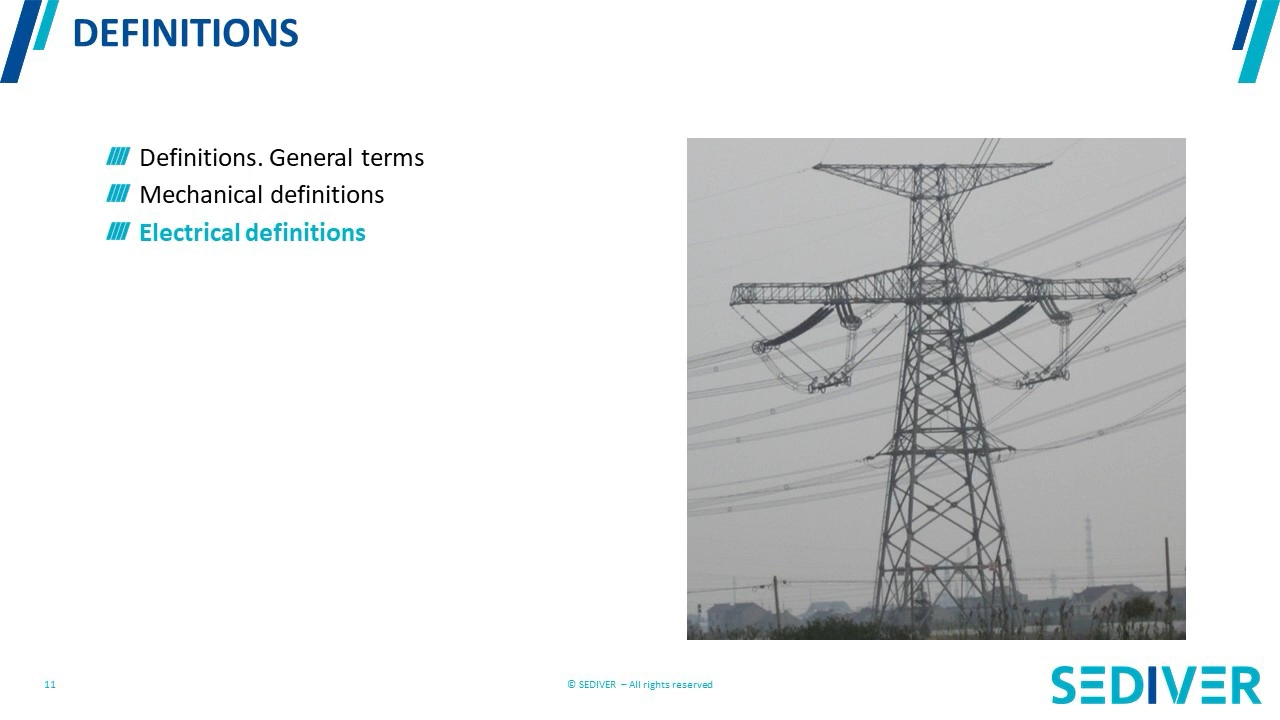 DEFINITIONS
Definitions. General terms
Mechanical definitions
Electrical definitions
11
© SEDIVER – All rights reserved
SEDIVER